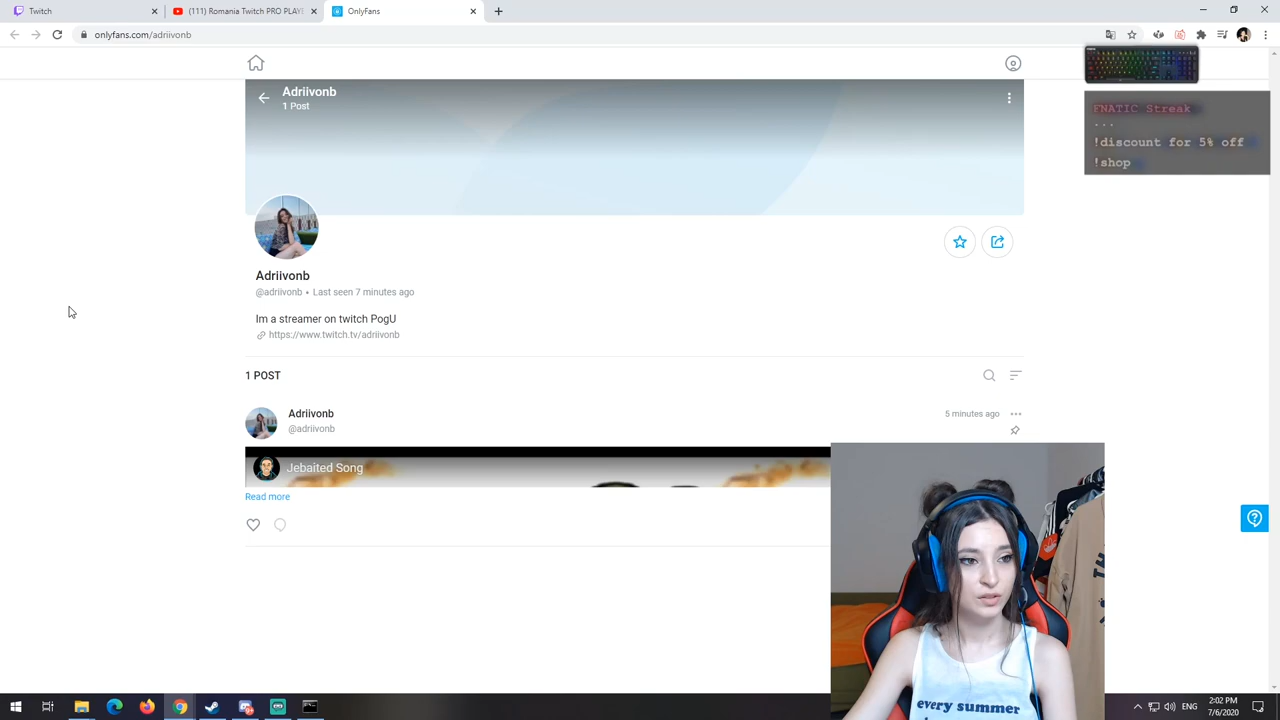 Twitch
(111) Romania Twitch PRO PLAYE
OnlyFans
onlyfans.com/adriivonb
Adriivonb
1 Post
FNATIC Streak
...
!discount for 5% off
!shop
Adriivonb
@adriivonb • Last seen 7 minutes ago
Im a streamer on twitch PogU
https://www.twitch.tv/adriivonb
1 POST
Adriivonb
5 minutes ago
@adriivonb
Jebaited Song
Read more
every summer
ENG
2:02 PM
7/6/2020